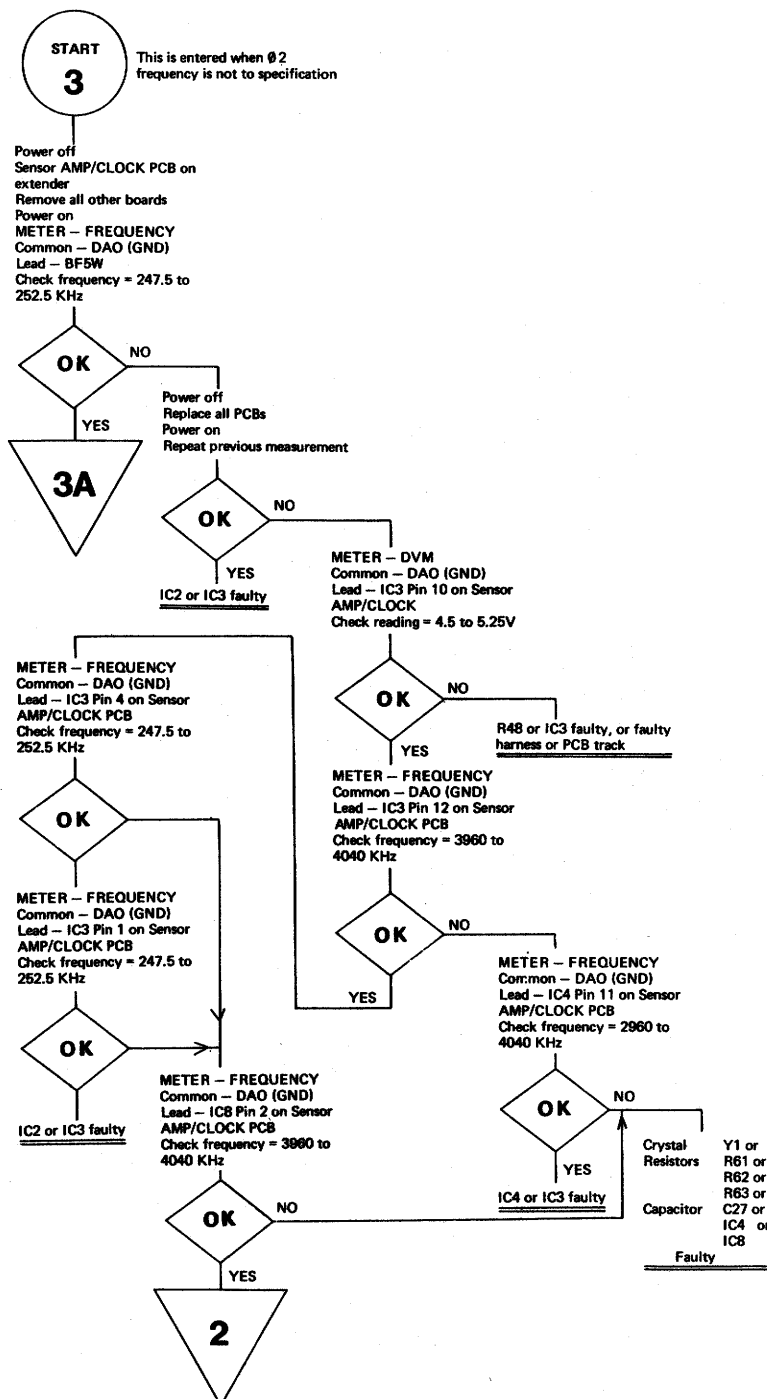 START
3
This is entered when Ø2
frequency is not to specification
Power off
Sensor AMP/CLOCK PCB on
extender
Remove all other boards
Power on
METER – FREQUENCY
Common – DAO (GND)
Lead – BF5W
Check frequency = 247.5 to
252.5 KHz
OK
NO
YES
3A
Power off
Replace all PCBs
Power on
Repeat previous measurement
OK
NO
YES
IC2 or IC3 faulty
METER – DVM
Common – DAO (GND)
Lead – IC3 Pin 10 on Sensor
AMP/CLOCK
Check reading = 4.5 to 5.25V
OK
NO
R48 or IC3 faulty, or faulty
harness or PCB track
YES
METER – FREQUENCY
Common – DAO (GND)
Lead – IC3 Pin 12 on Sensor
AMP/CLOCK PCB
Check frequency = 3960 to
4040 KHz
OK
NO
YES
METER – FREQUENCY
Common – DAO (GND)
Lead – IC3 Pin 4 on Sensor
AMP/CLOCK PCB
Check frequency = 247.5 to
252.5 KHz
OK
METER – FREQUENCY
Common – DAO (GND)
Lead – IC3 Pin 1 on Sensor
AMP/CLOCK PCB
Check frequency = 247.5 to
252.5 KHz
OK
IC2 or IC3 faulty
METER – FREQUENCY
Common – DAO (GND)
Lead – IC8 Pin 2 on Sensor
AMP/CLOCK PCB
Check frequency = 3960 to
4040 KHz
OK
NO
YES
2
METER – FREQUENCY
Common – DAO (GND)
Lead – IC4 Pin 11 on Sensor
AMP/CLOCK PCB
Check frequency = 2960 to
4040 KHz
OK
NO
YES
IC4 or IC3 faulty
Crystal Y1 or
Resistors R61 or
R62 or
R63 or
Capacitor C27 or
IC4 or
IC8
Faulty